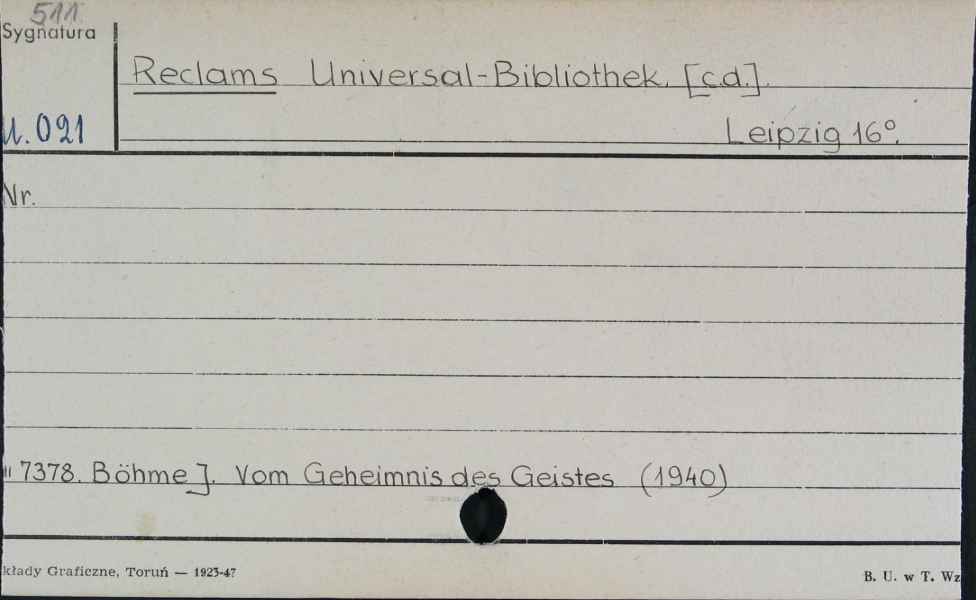 511.
Sygnatura
Reclams Universal-Bibliothek. [c.d.].
U. 021
Leipzig 16°.
Nr.
" 7378. Böhme J. Vom Geheimnis des Geistes (1940)
kłady Graficzne, Toruń — 1923-47
B. U. w T. Wz